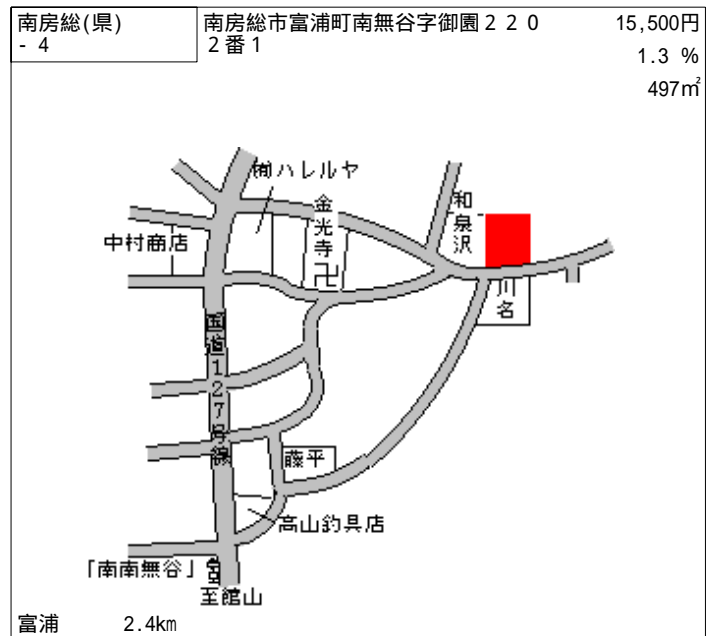 南房総(県)
- 4
南房総市富浦町南無谷字御園２２０
２番１
15,500円
1.3 %
497㎡
㈲ハレルヤ
金光寺
卍
和泉沢
中村商店
川名
国道127号線
藤平
高山釣具店
「南南無谷」
至館山
富浦 2.4km